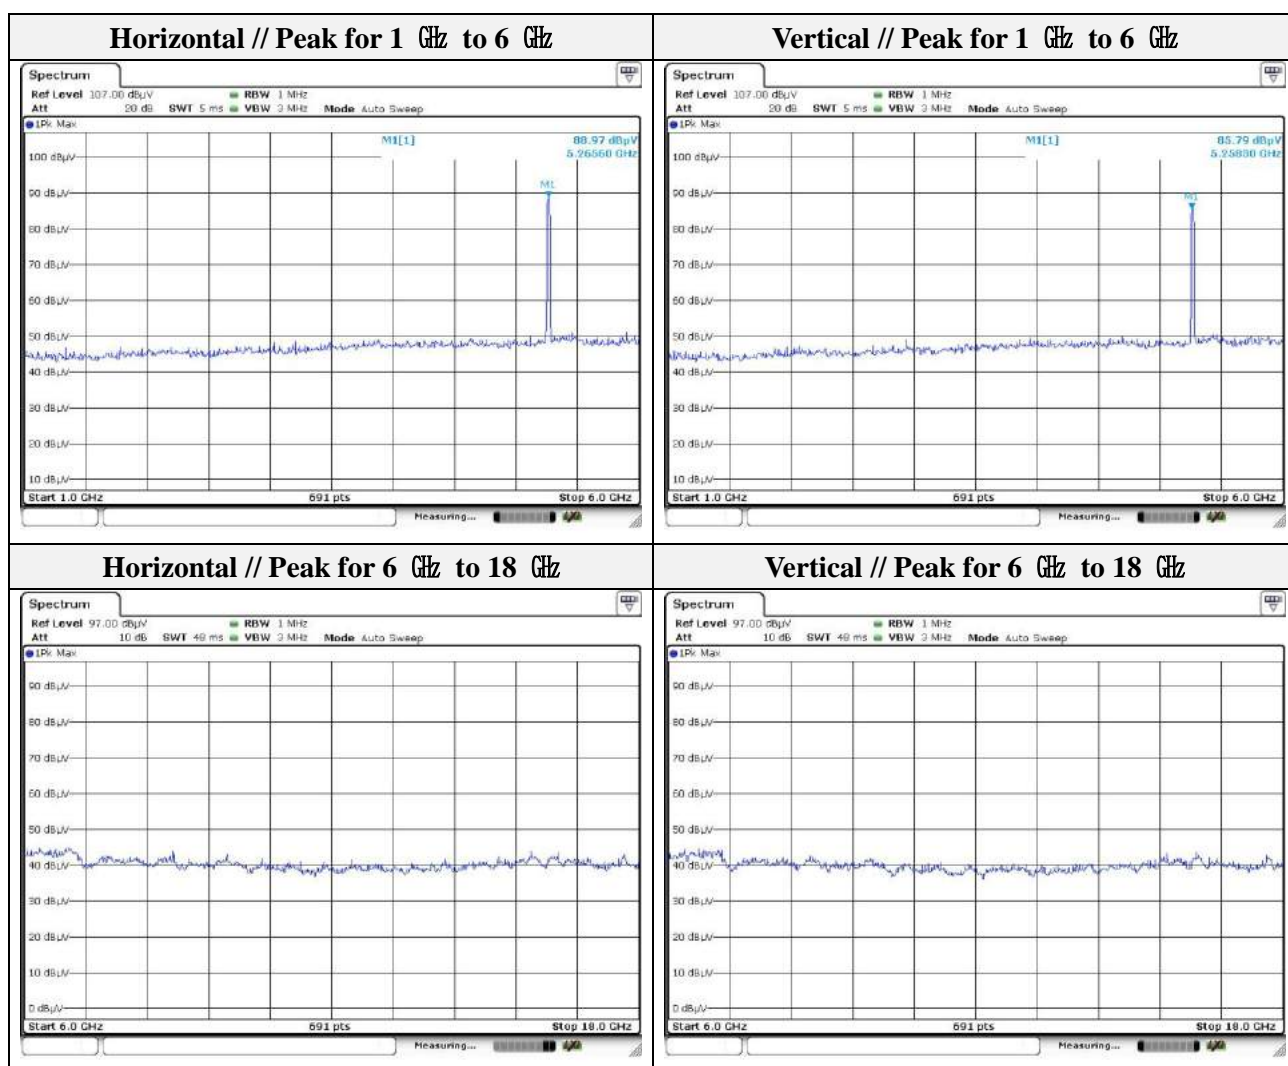 Horizontal // Peak for 1 ㎓ to 6 ㎓
Spectrum
Ref Level 107.00 dBµV RBW 1 MHz
Att 20 dB SWT 5 ms VBW 3 MHz Mode Auto Sweep
1Pk Max
M1[1] 88.97 dBµV
5.26560 GHz
M1
100 dBµV
90 dBµV
80 dBµV
70 dBµV
60 dBµV
50 dBµV
40 dBµV
30 dBµV
20 dBµV
10 dBµV
Start 1.0 GHz 691 pts Stop 6.0 GHz
Measuring...
Vertical // Peak for 1 ㎓ to 6 ㎓
Spectrum
Ref Level 107.00 dBµV RBW 1 MHz
Att 20 dB SWT 5 ms VBW 3 MHz Mode Auto Sweep
1Pk Max
M1[1] 85.79 dBµV
5.25830 GHz
M1
100 dBµV
90 dBµV
80 dBµV
70 dBµV
60 dBµV
50 dBµV
40 dBµV
30 dBµV
20 dBµV
10 dBµV
Start 1.0 GHz 691 pts Stop 6.0 GHz
Measuring...
Horizontal // Peak for 6 ㎓ to 18 ㎓
Spectrum
Ref Level 97.00 dBµV RBW 1 MHz
Att 10 dB SWT 48 ms VBW 3 MHz Mode Auto Sweep
1Pk Max
90 dBµV
80 dBµV
70 dBµV
60 dBµV
50 dBµV
40 dBµV
30 dBµV
20 dBµV
10 dBµV
0 dBµV
Start 6.0 GHz 691 pts Stop 18.0 GHz
Measuring...
Vertical // Peak for 6 ㎓ to 18 ㎓
Spectrum
Ref Level 97.00 dBµV RBW 1 MHz
Att 10 dB SWT 48 ms VBW 3 MHz Mode Auto Sweep
1Pk Max
90 dBµV
80 dBµV
70 dBµV
60 dBµV
50 dBµV
40 dBµV
30 dBµV
20 dBµV
10 dBµV
0 dBµV
Start 6.0 GHz 691 pts Stop 18.0 GHz
Measuring...